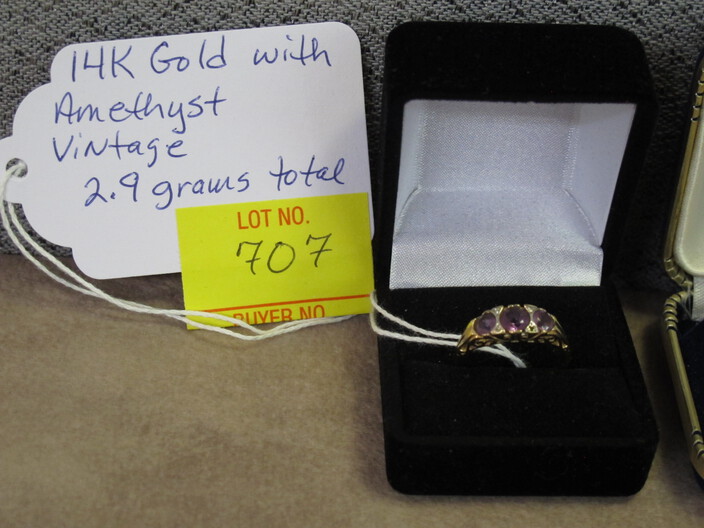 14K Gold with
Amethyst
Vintage
2.9 grams total
LOT NO.
707
BUYER NO.